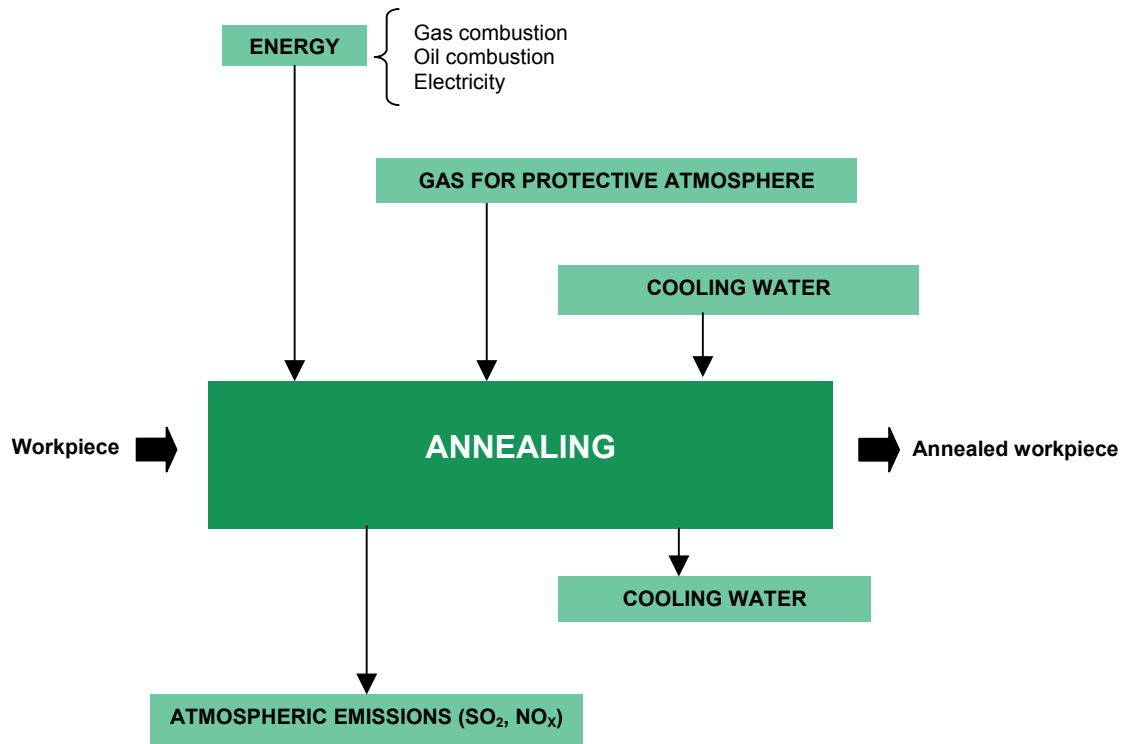 ENERGY
Gas combustion
Oil combustion
Electricity
GAS FOR PROTECTIVE ATMOSPHERE
COOLING WATER
Workpiece
ANNEALING
Annealed workpiece
COOLING WATER
ATMOSPHERIC EMISSIONS (SO₂, NOₓ)